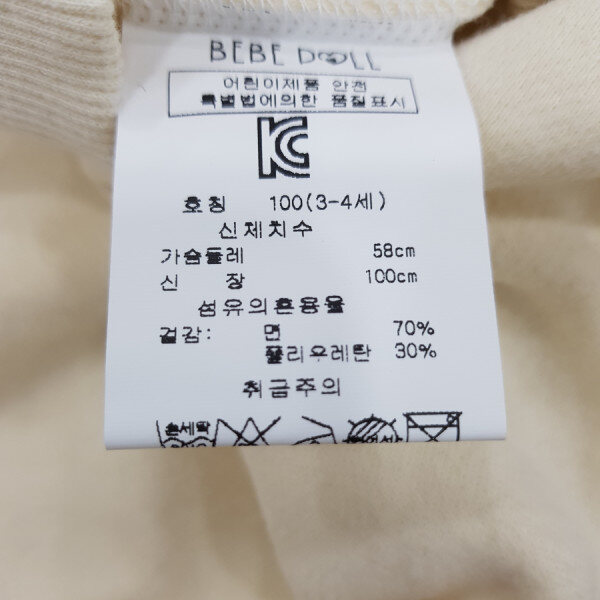 BEBE DOLL
어린이제품 안전
특별법에의한 품질표시
KC
호칭 100(3-4세)
신체치수
가슴둘레 58cm
신 장 100cm
섬유의혼용율
겉감: 면 70%
폴리우레탄 30%
취급주의
손세탁